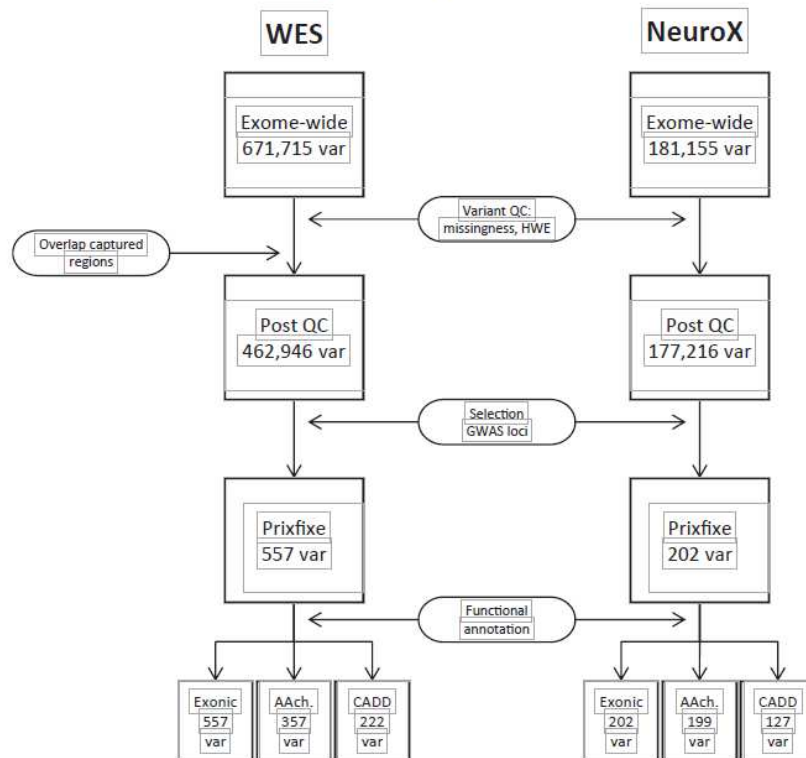 WES
NeuroX
Exome-wide
671,715 var
Exome-wide
181,155 var
Variant QC:
missingness, HWE
Overlap captured
regions
Post QC
462,946 var
Post QC
177,216 var
Selection
GWAS loci
Prixfixe
557 var
Prixfixe
202 var
Functional
annotation
Exonic
557
var
AAch.
357
var
CADD
222
var
Exonic
202
var
AAch.
199
var
CADD
127
var